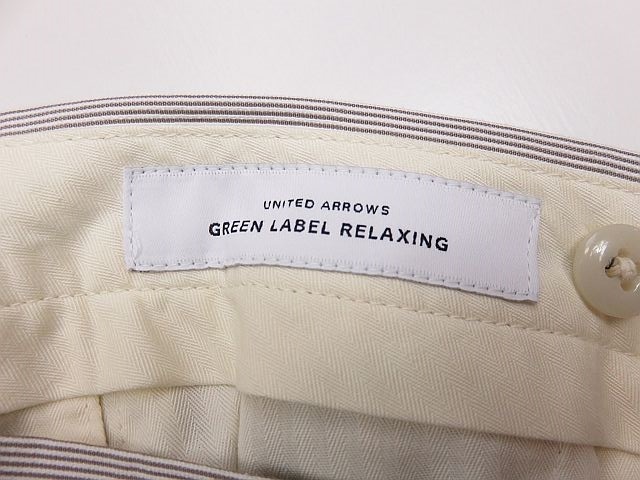 UNITED ARROWS
GREEN LABEL RELAXING